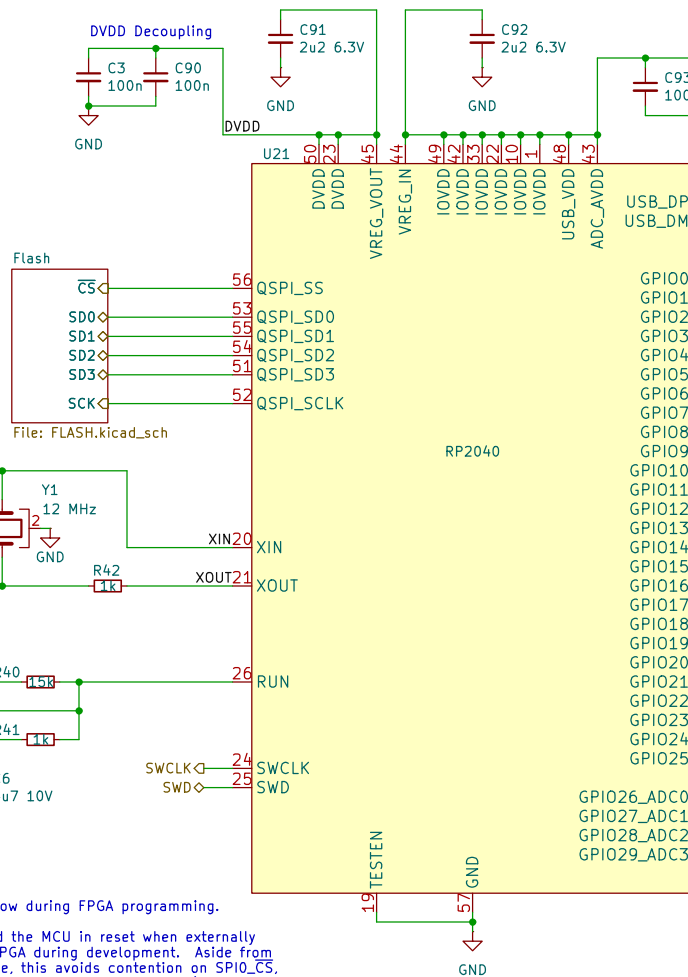 DVDD Decoupling
C3
100n
C90
100n
GND
C91
2u2 6.3V
GND
C92
2u2 6.3V
GND
C93
DVDD
U21
50
23
45
44
49
42
33
22
10
1
48
43
DVDD
DVDD
VREG_VOUT
VREG_IN
IOVDD
IOVDD
IOVDD
IOVDD
IOVDD
IOVDD
USB_VDD
ADC_AVDD
USB_DP
USB_DM
Flash
CS
SD0
SD1
SD2
SD3
SCK
File: FLASH.kicad_sch
56
53
55
54
51
52
QSPI_SS
QSPI_SD0
QSPI_SD1
QSPI_SD2
QSPI_SD3
QSPI_SCLK
RP2040
GPIO0
GPIO1
GPIO2
GPIO3
GPIO4
GPIO5
GPIO6
GPIO7
GPIO8
GPIO9
GPIO10
GPIO11
GPIO12
GPIO13
GPIO14
GPIO15
GPIO16
GPIO17
GPIO18
GPIO19
GPIO20
GPIO21
GPIO22
GPIO23
GPIO24
GPIO25
GPIO26_ADC0
GPIO27_ADC1
GPIO28_ADC2
GPIO29_ADC3
Y1
12 MHz
2
GND
XIN 20 XIN
R42
1k
XOUT 21 XOUT
R40
15k
26 RUN
R41
1k
6
u7 10V
SWCLK 24 SWCLK
SWD 25 SWD
TESTEN
GND
19
57
GND
ow during FPGA programming.
d the MCU in reset when externally
PGA during development. Aside from
e, this avoids contention on SPI0_CS,